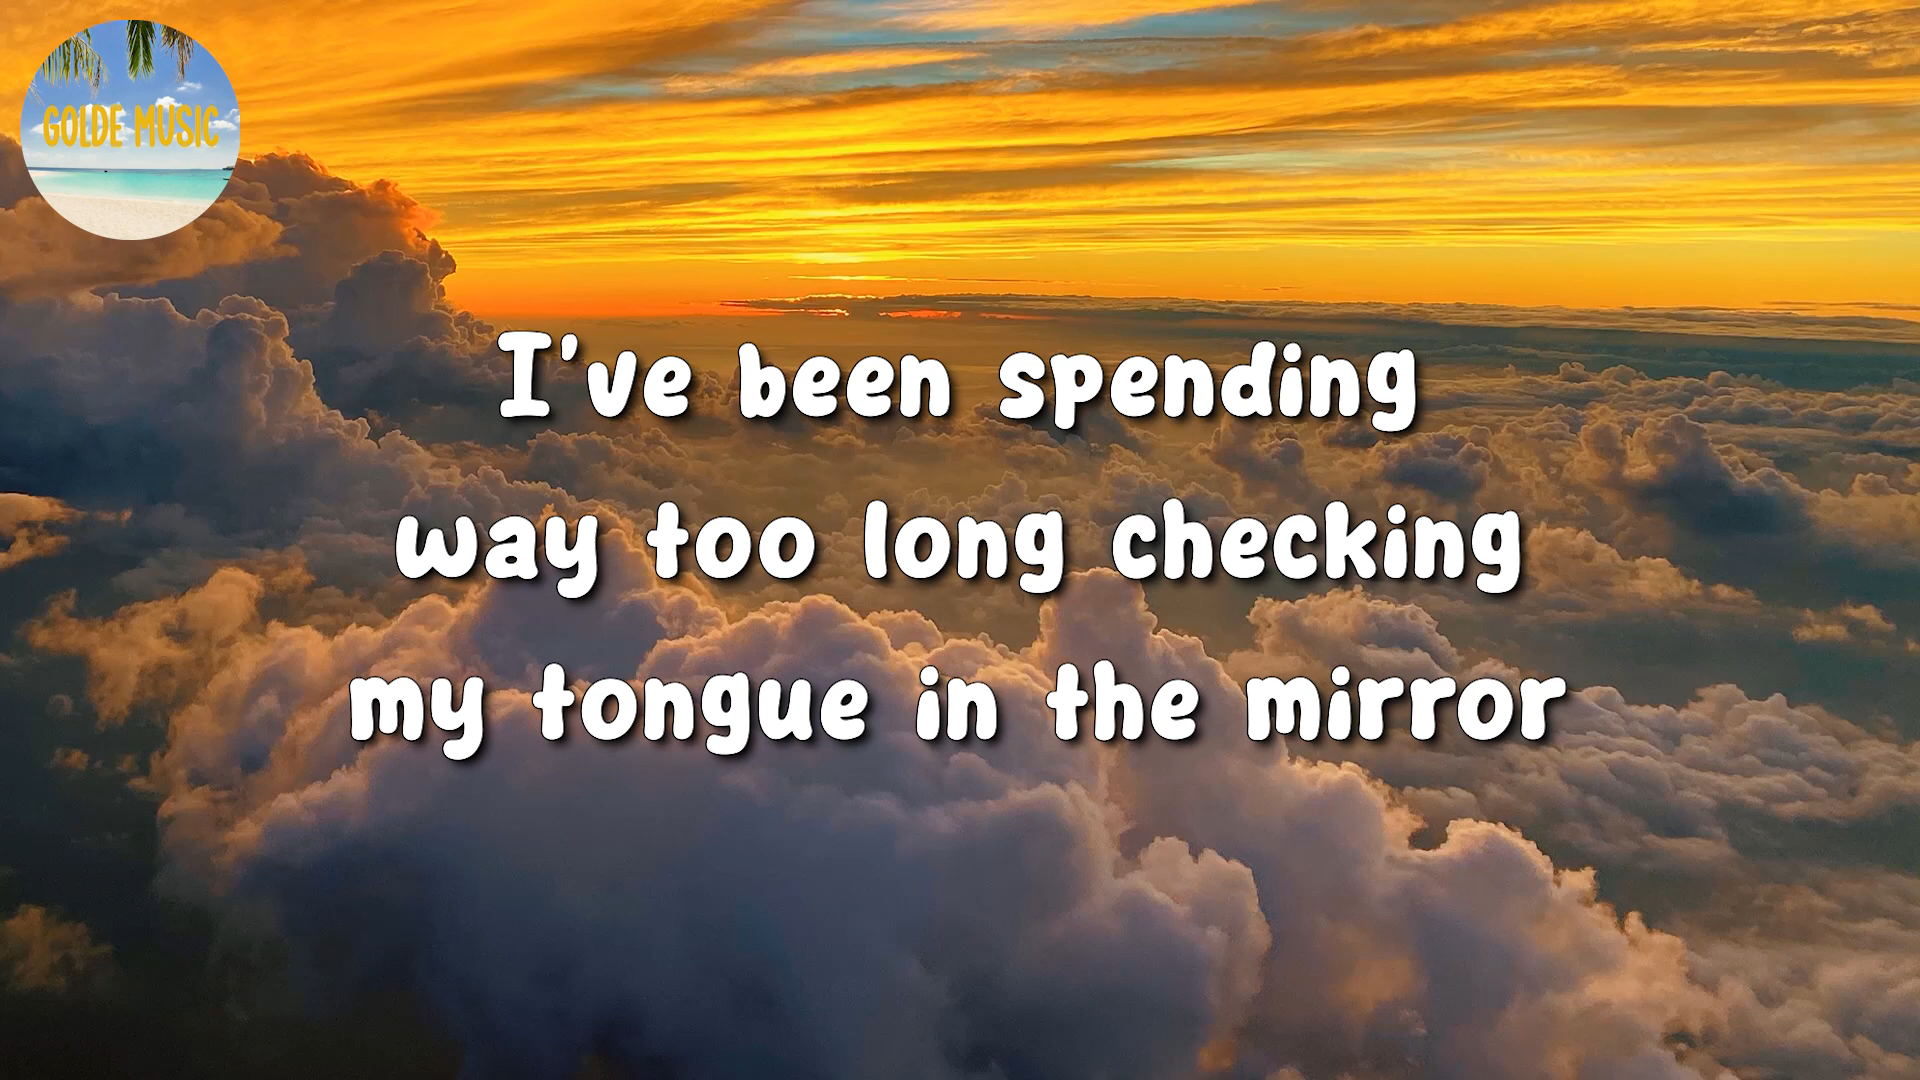 GOLDE MUSIC
I've been spending
way too long checking
my tongue in the mirror